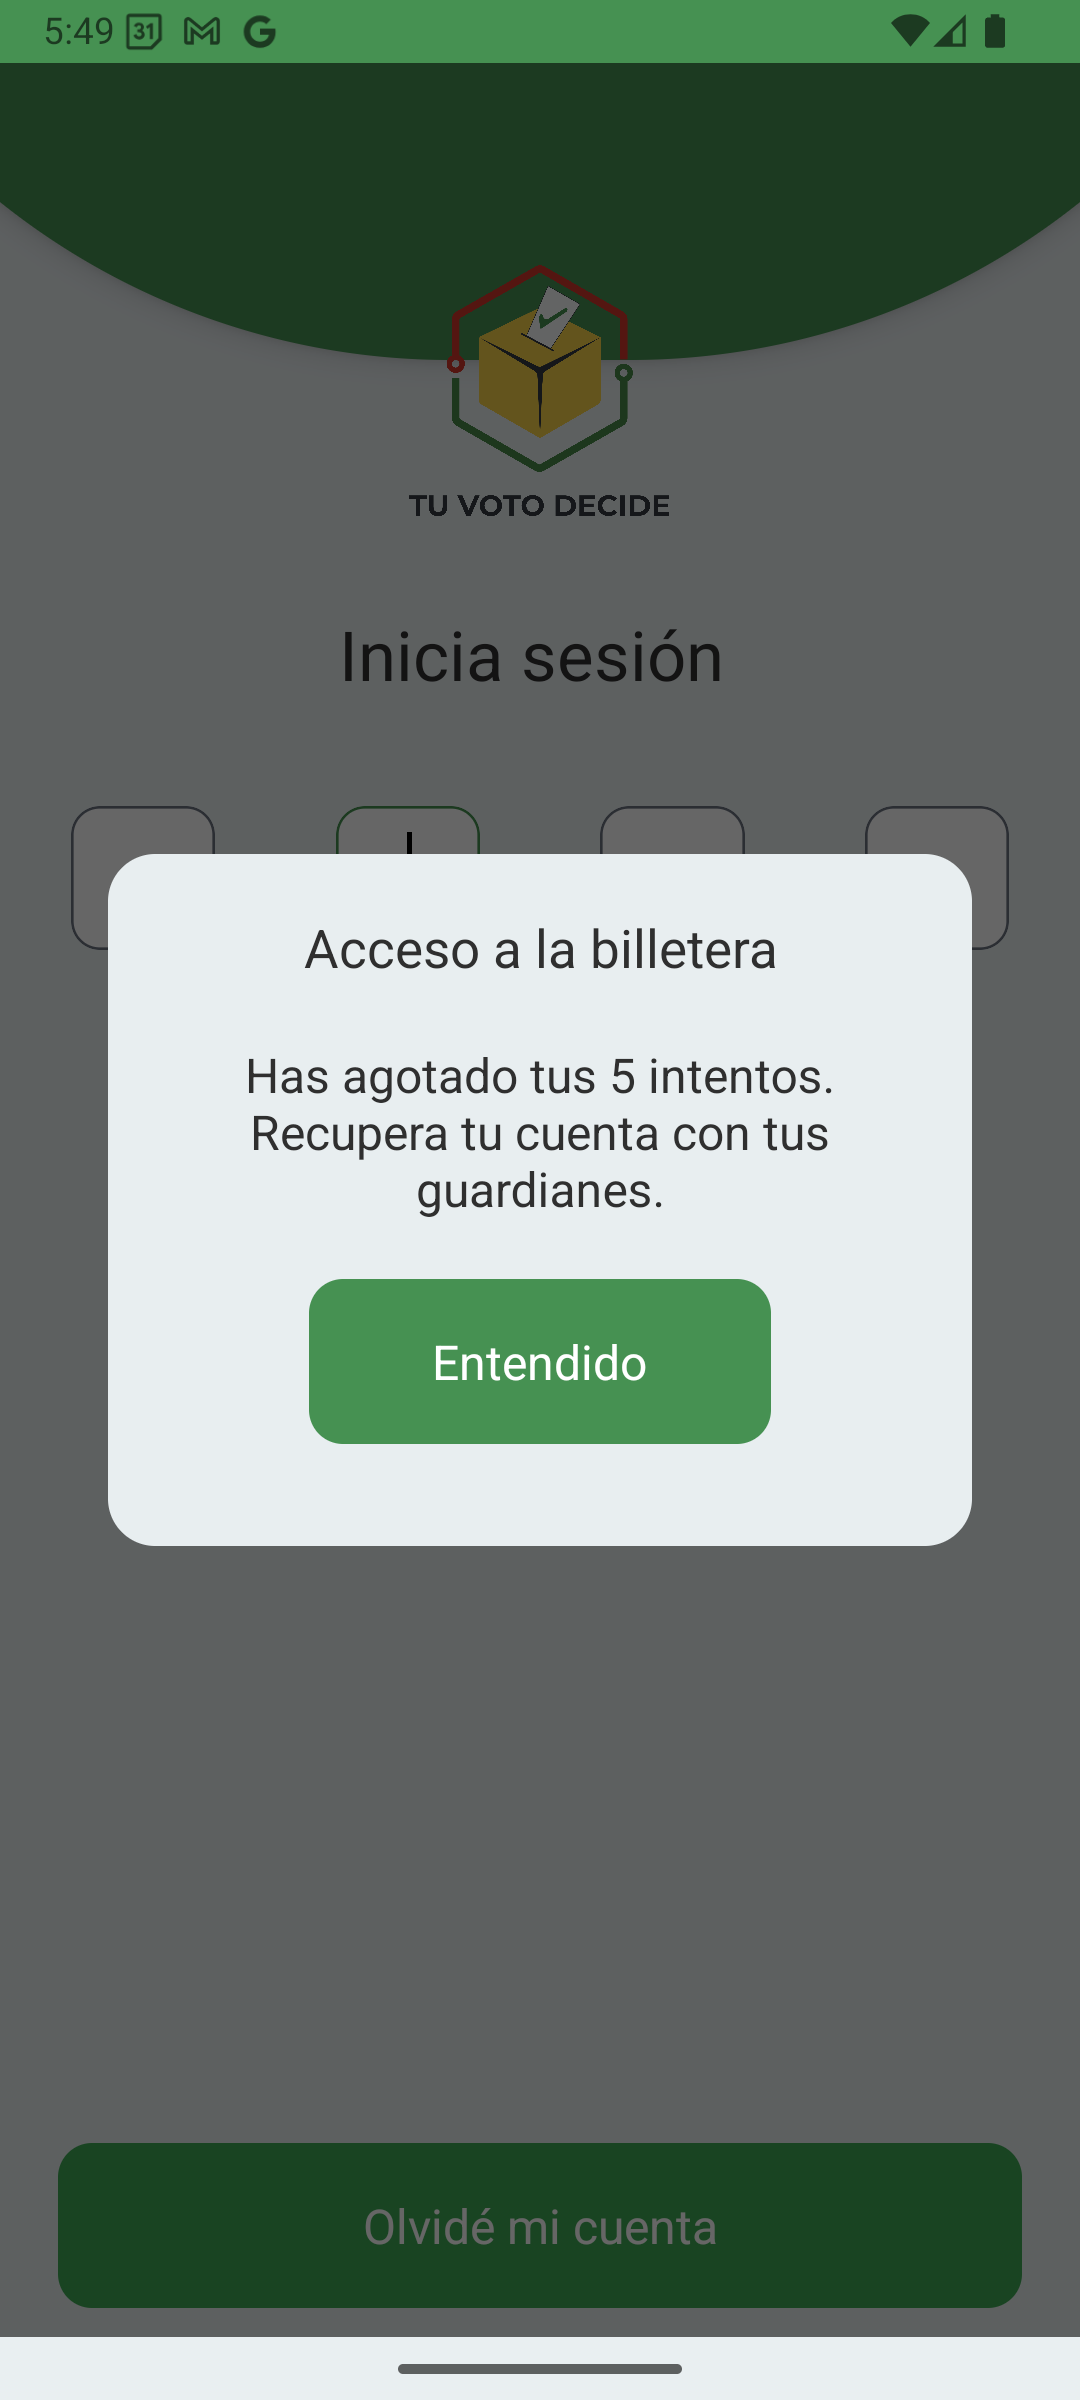 5:49 31
TU VOTO DECIDE
Inicia sesión
Acceso a la billetera
Has agotado tus 5 intentos.
Recupera tu cuenta con tus
guardianes.
Entendido
Olvidé mi cuenta